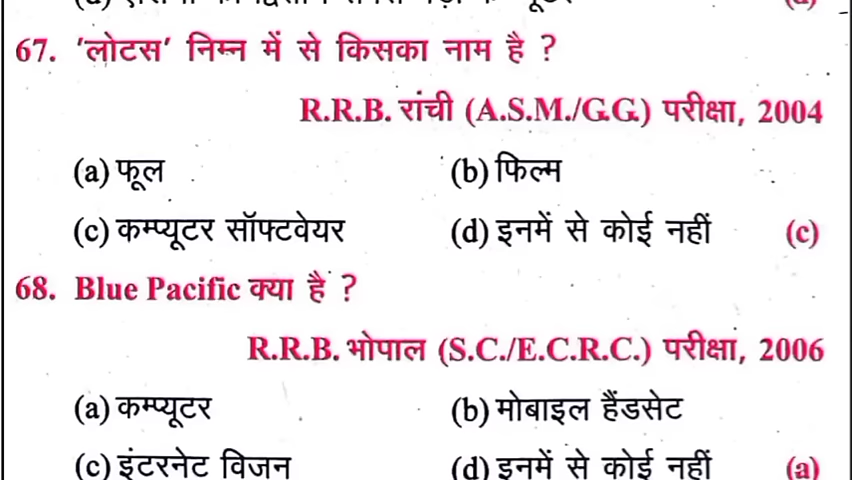 67. ‘लोटस’ निम्न में से किसका नाम है ?
R.R.B. रांची (A.S.M./G.G.) परीक्षा, 2004
(a) फूल (b) फिल्म
(c) कम्प्यूटर सॉफ्टवेयर (d) इनमें से कोई नहीं (c)
68. Blue Pacific क्या है ?
R.R.B. भोपाल (S.C./E.C.R.C.) परीक्षा, 2006
(a) कम्प्यूटर (b) मोबाइल हैंडसेट
(c) इंटरनेट विजन (d) इनमें से कोई नहीं (a)